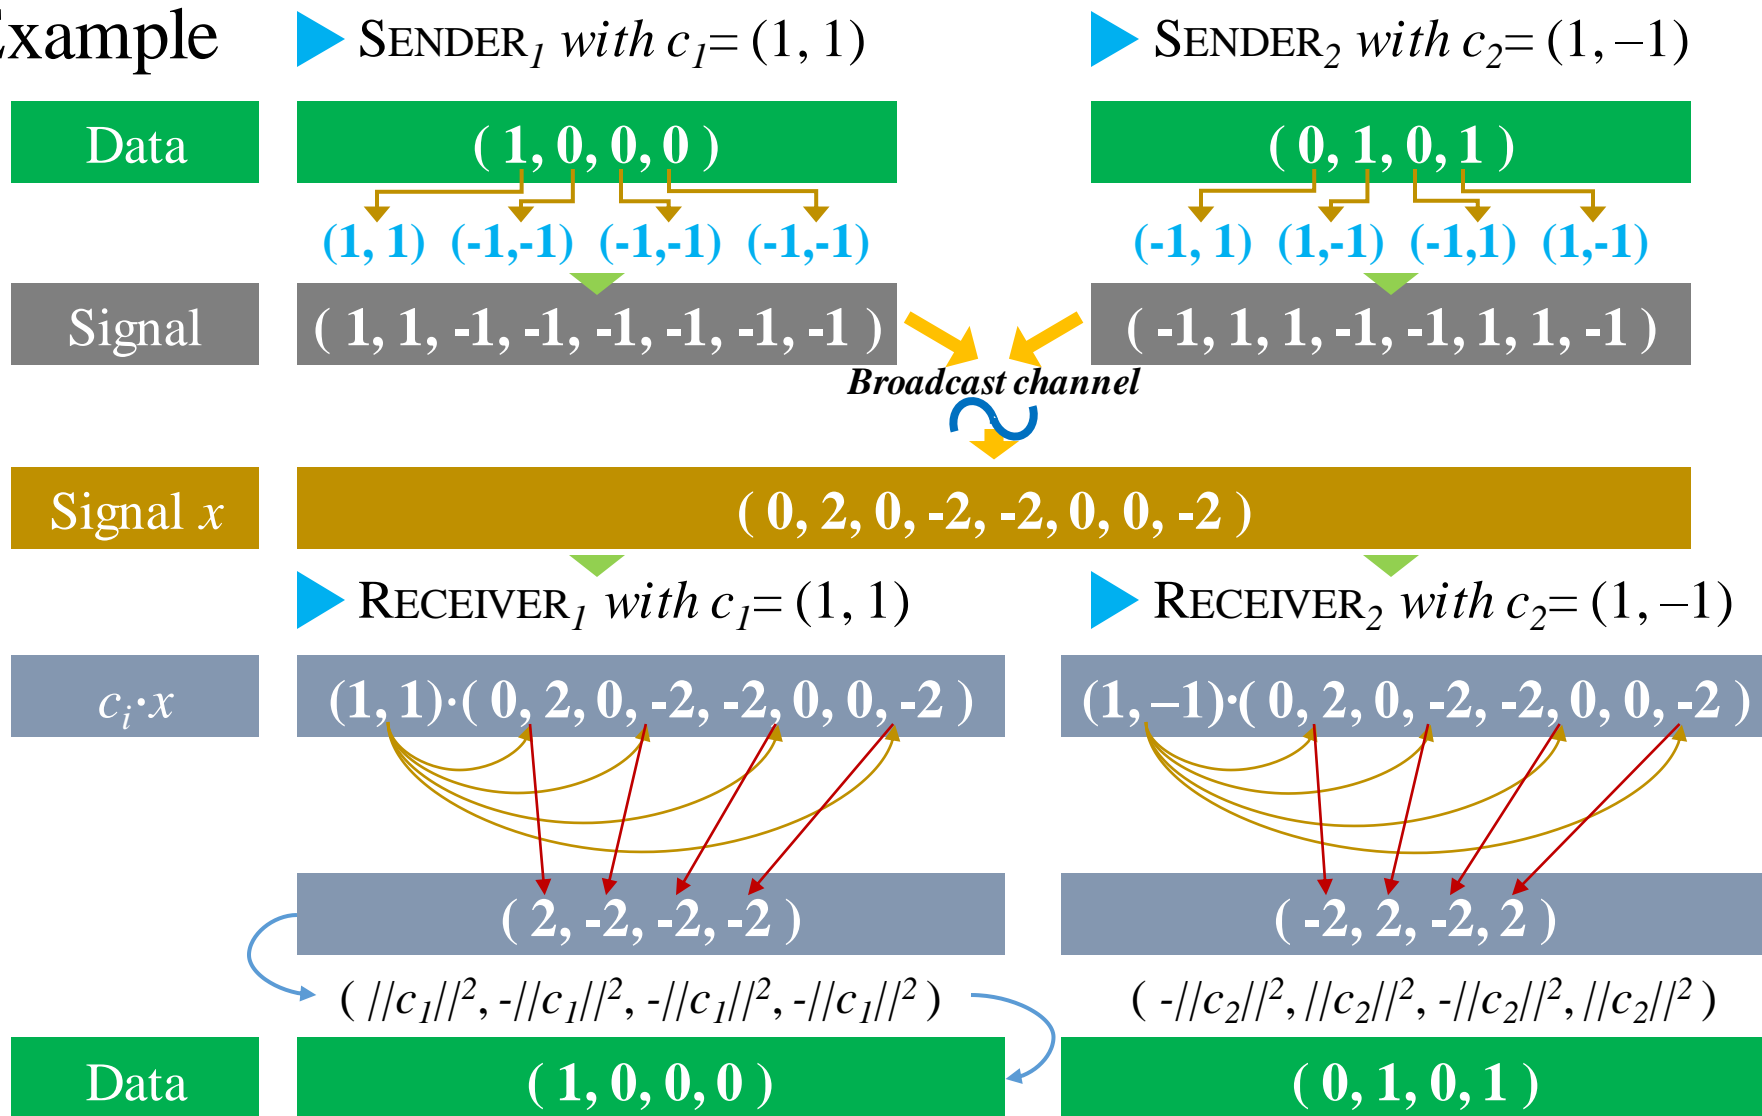 Example
SENDER1 with c1= (1, 1)
SENDER2 with c2= (1, –1)
Data
( 1, 0, 0, 0 )
( 0, 1, 0, 1 )
(1, 1) (-1,-1) (-1,-1) (-1,-1)
(-1, 1) (1,-1) (-1,1) (1,-1)
Signal
( 1, 1, -1, -1, -1, -1, -1, -1 )
( -1, 1, 1, -1, -1, 1, 1, -1 )
Broadcast channel
Signal x
( 0, 2, 0, -2, -2, 0, 0, -2 )
RECEIVER1 with c1= (1, 1)
RECEIVER2 with c2= (1, –1)
ci·x
(1, 1)·( 0, 2, 0, -2, -2, 0, 0, -2 )
(1, –1)·( 0, 2, 0, -2, -2, 0, 0, -2 )
( 2, -2, -2, -2 )
( -2, 2, -2, 2 )
( ||c1||², -||c1||², -||c1||², -||c1||² )
( -||c2||², ||c2||², -||c2||², ||c2||² )
Data
( 1, 0, 0, 0 )
( 0, 1, 0, 1 )